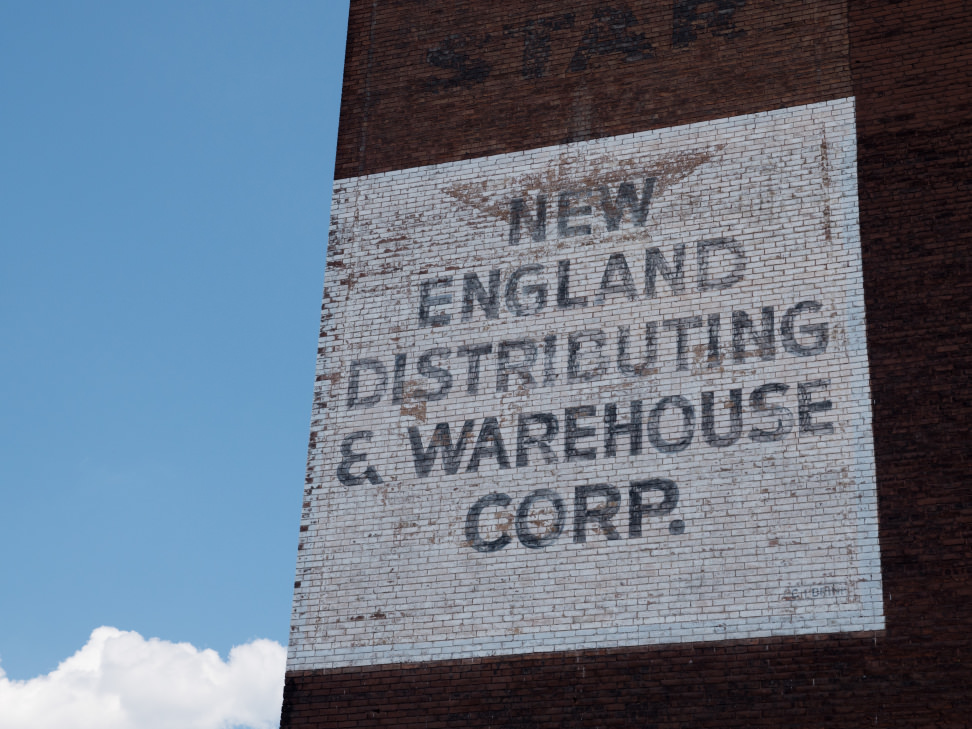 STAR
NEW
ENGLAND
DISTRIBUTING
& WAREHOUSE
CORP.